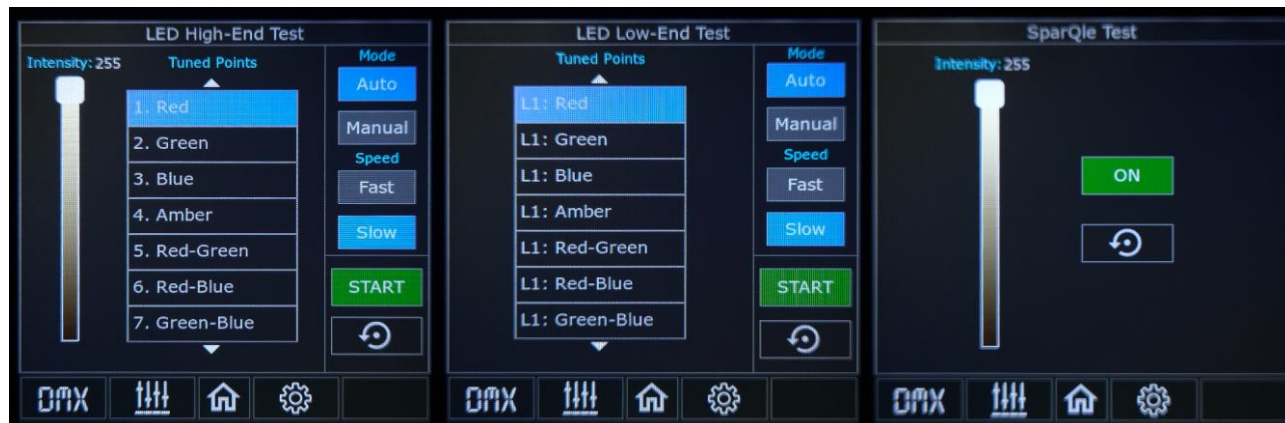 LED High-End Test
Intensity: 255
Tuned Points
1. Red
2. Green
3. Blue
4. Amber
5. Red-Green
6. Red-Blue
7. Green-Blue
Mode
Auto
Manual
Speed
Fast
Slow
START
DMX
LED Low-End Test
Tuned Points
L1: Red
L1: Green
L1: Blue
L1: Amber
L1: Red-Green
L1: Red-Blue
L1: Green-Blue
Mode
Auto
Manual
Speed
Fast
Slow
START
DMX
SparQle Test
Intensity: 255
ON
DMX